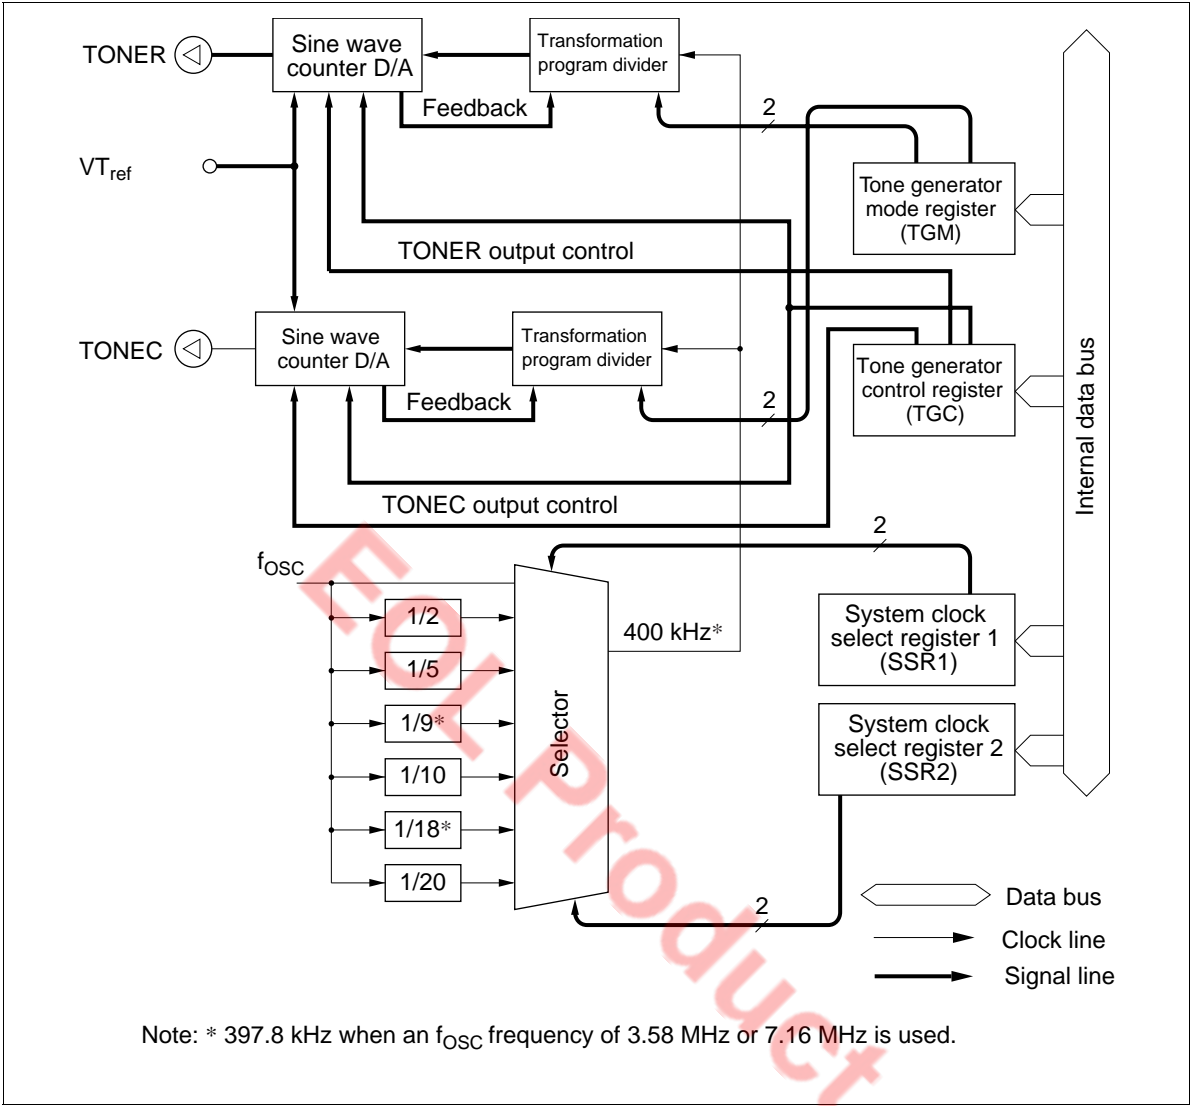 TONER
Sine wave
counter D/A
Transformation
program divider
Feedback
2
VT_ref
Tone generator
mode register
(TGM)
TONER output control
TONEC
Sine wave
counter D/A
Transformation
program divider
Feedback
2
Tone generator
control register
(TGC)
Internal data bus
TONEC output control
2
f_OSC
1/2
1/5
1/9*
1/10
1/18*
1/20
Selector
400 kHz*
System clock
select register 1
(SSR1)
System clock
select register 2
(SSR2)
2
Data bus
Clock line
Signal line
Note: * 397.8 kHz when an f_OSC frequency of 3.58 MHz or 7.16 MHz is used.
EOL Product